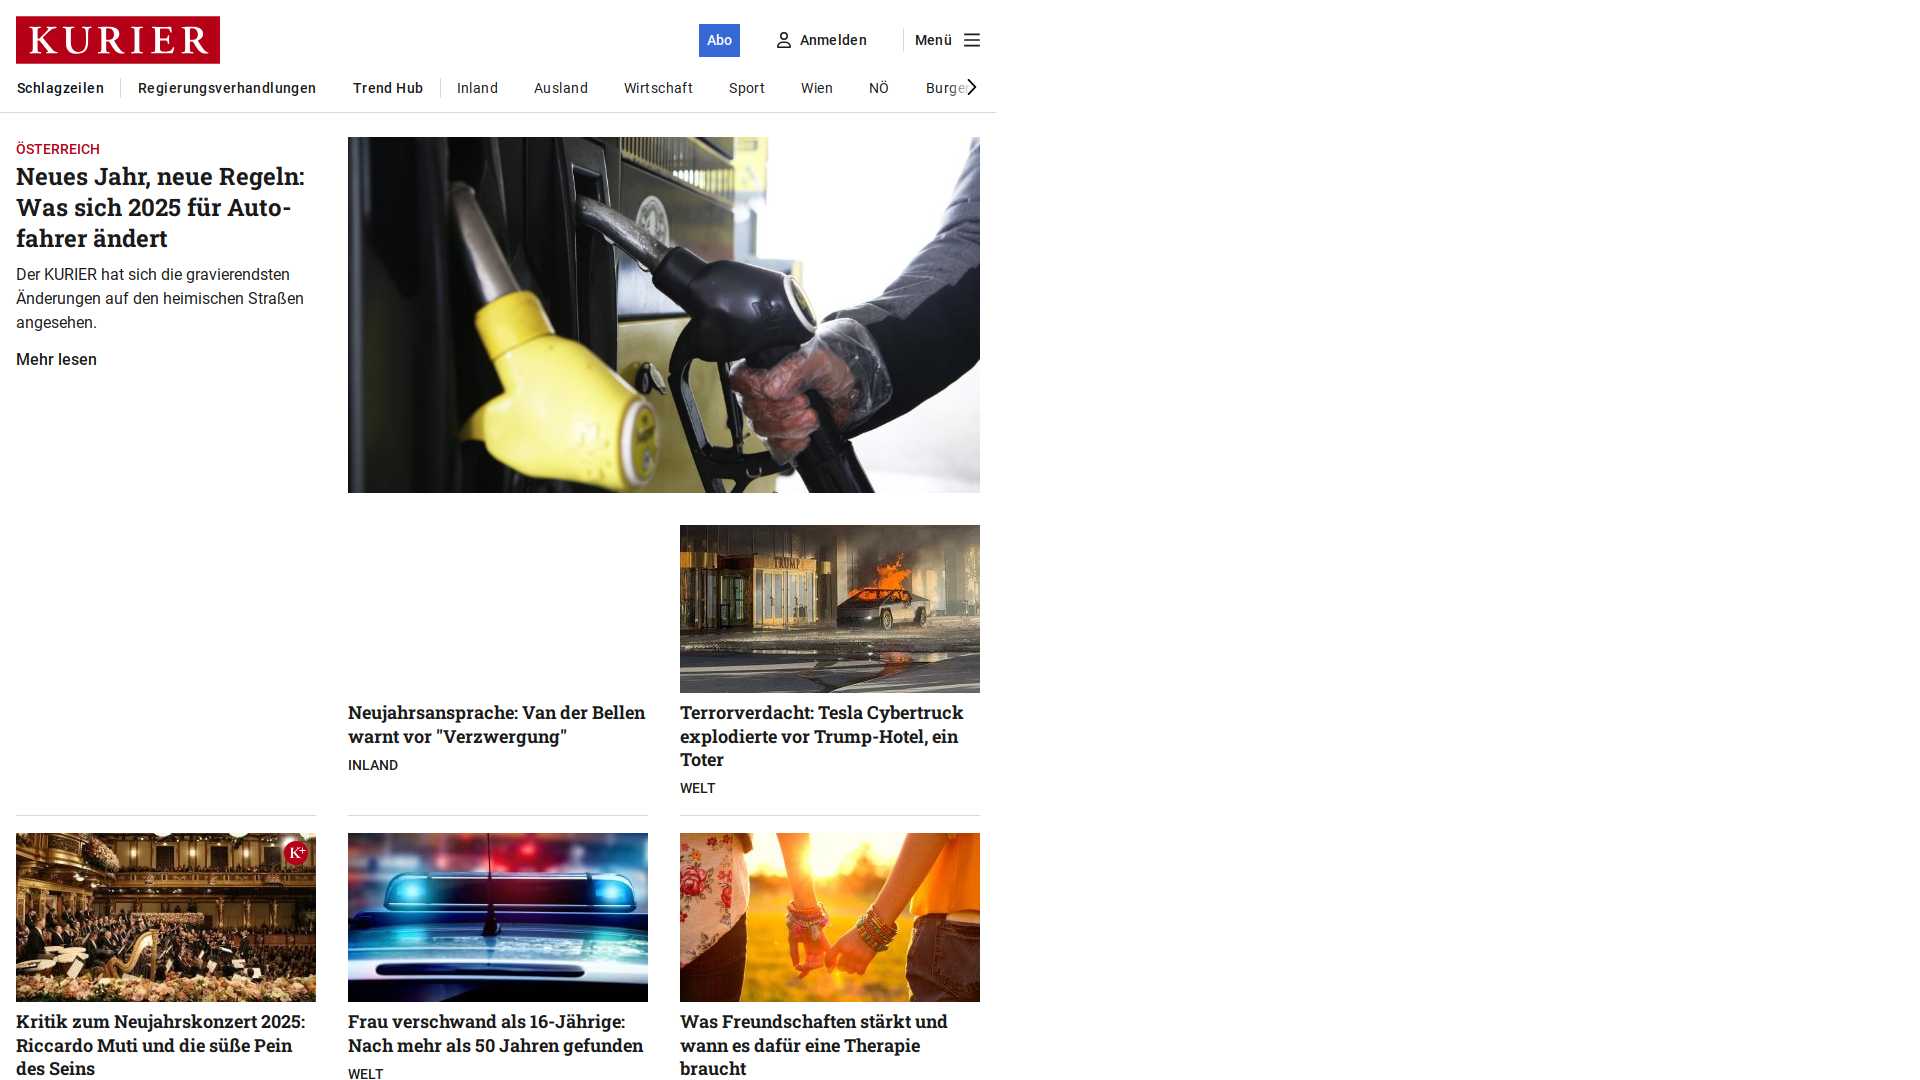 KURIER
Abo
Anmelden
Menü
Schlagzeilen
Regierungsverhandlungen
Trend Hub
Inland
Ausland
Wirtschaft
Sport
Wien
NÖ
ÖSTERREICH
Neues Jahr, neue Regeln:
Was sich 2025 für Auto-
fahrer ändert
Der KURIER hat sich die gravierendsten
Änderungen auf den heimischen Straßen
angesehen.
Mehr lesen
TRUMP
Neujahrsansprache: Van der Bellen
warnt vor "Verzwergung"
INLAND
Terrorverdacht: Tesla Cybertruck
explodierte vor Trump-Hotel, ein
Toter
WELT
K+
Kritik zum Neujahrskonzert 2025:
Riccardo Muti und die süße Pein
des Seins
Frau verschwand als 16-Jährige:
Nach mehr als 50 Jahren gefunden
WELT
Was Freundschaften stärkt und
wann es dafür eine Therapie
braucht